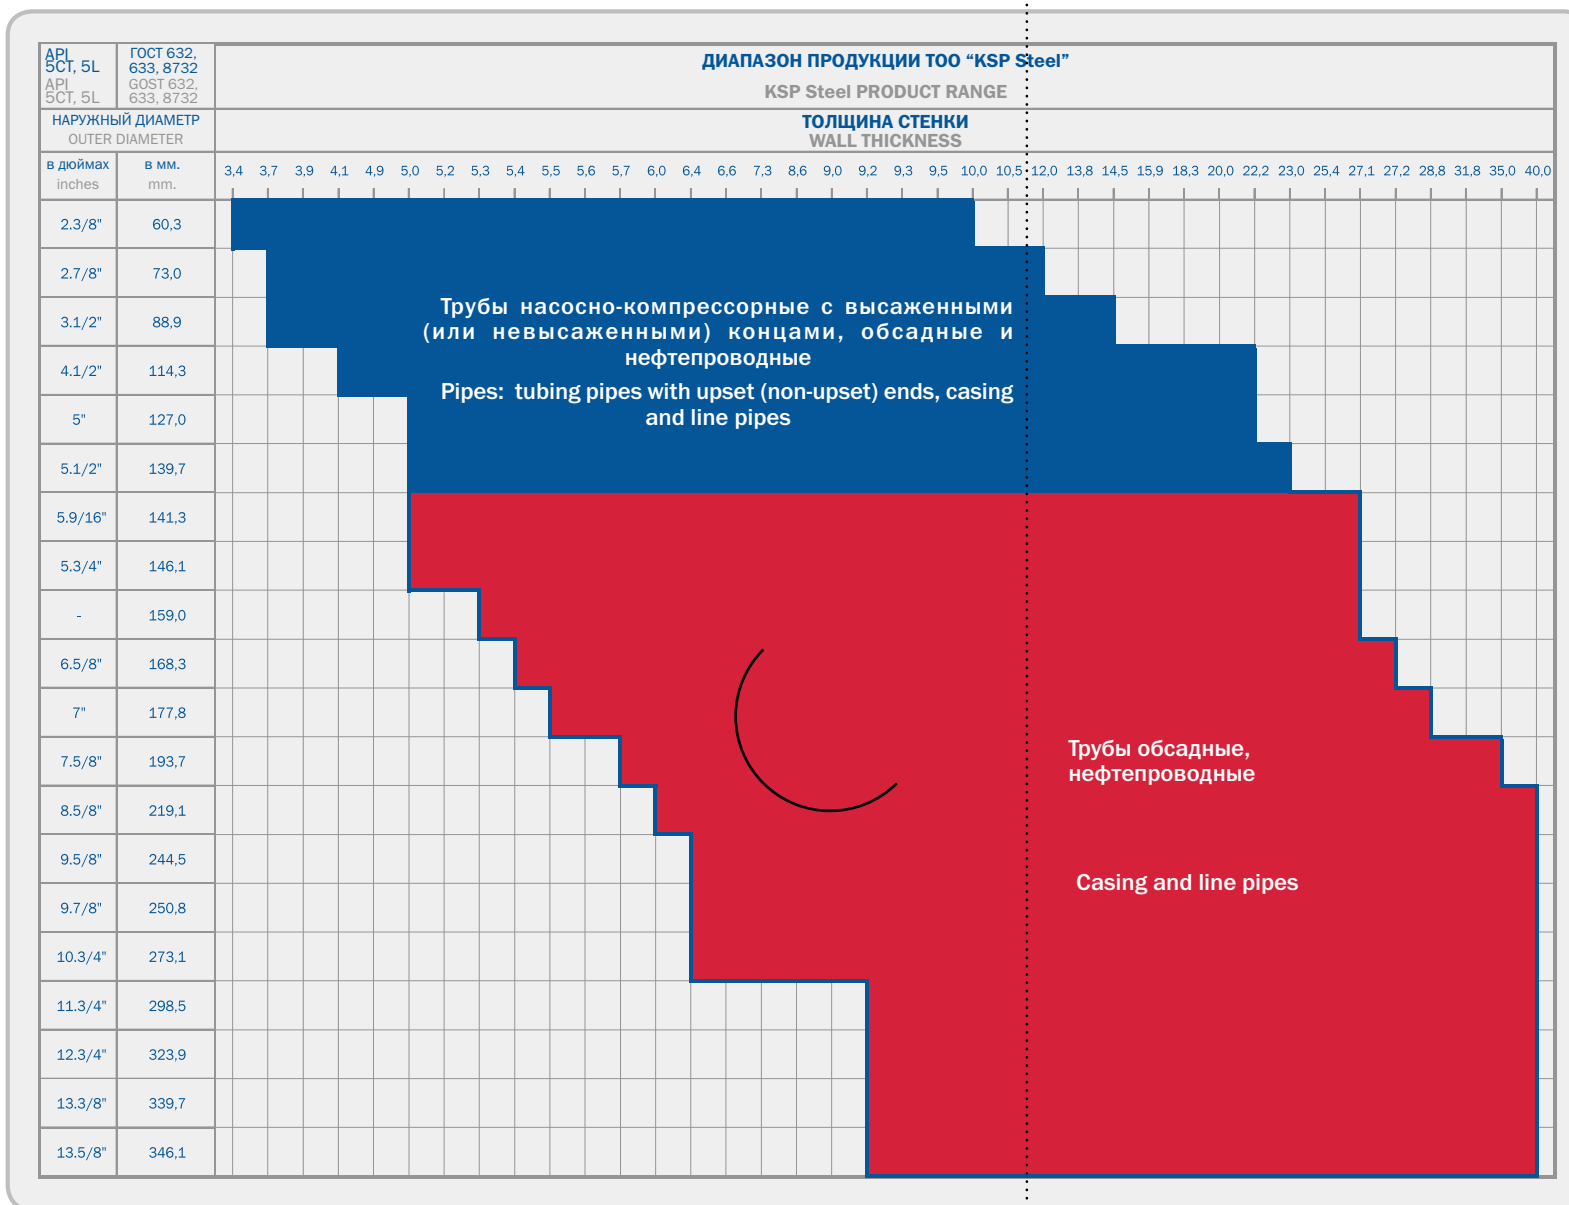 API
5CT, 5L
API
5CT, 5L
ГОСТ 632,
633, 8732
GOST 632,
633, 8732
ДИАПАЗОН ПРОДУКЦИИ ТОО “KSP Steel”
KSP Steel PRODUCT RANGE
НАРУЖНЫЙ ДИАМЕТР
OUTER DIAMETER
ТОЛЩИНА СТЕНКИ
WALL THICKNESS
в дюймах
inches
в мм.
mm.
3,4 3,7 3,9 4,1 4,9 5,0 5,2 5,3 5,4 5,5 5,6 5,7 6,0 6,4 6,6 7,3 8,6 9,0 9,2 9,3 9,5 10,0 10,5 12,0 13,8 14,5 15,9 18,3 20,0 22,2 23,0 25,4 27,1 27,2 28,8 31,8 35,0 40,0
2.3/8" 60,3
2.7/8" 73,0
3.1/2" 88,9
4.1/2" 114,3
5" 127,0
5.1/2" 139,7
5.9/16" 141,3
5.3/4" 146,1
- 159,0
6.5/8" 168,3
7" 177,8
7.5/8" 193,7
8.5/8" 219,1
9.5/8" 244,5
9.7/8" 250,8
10.3/4" 273,1
11.3/4" 298,5
12.3/4" 323,9
13.3/8" 339,7
13.5/8" 346,1
Трубы насосно-компрессорные с высаженными
(или невысаженными) концами, обсадные и
нефтепроводные
Pipes: tubing pipes with upset (non-upset) ends, casing
and line pipes
Трубы обсадные,
нефтепроводные
Casing and line pipes